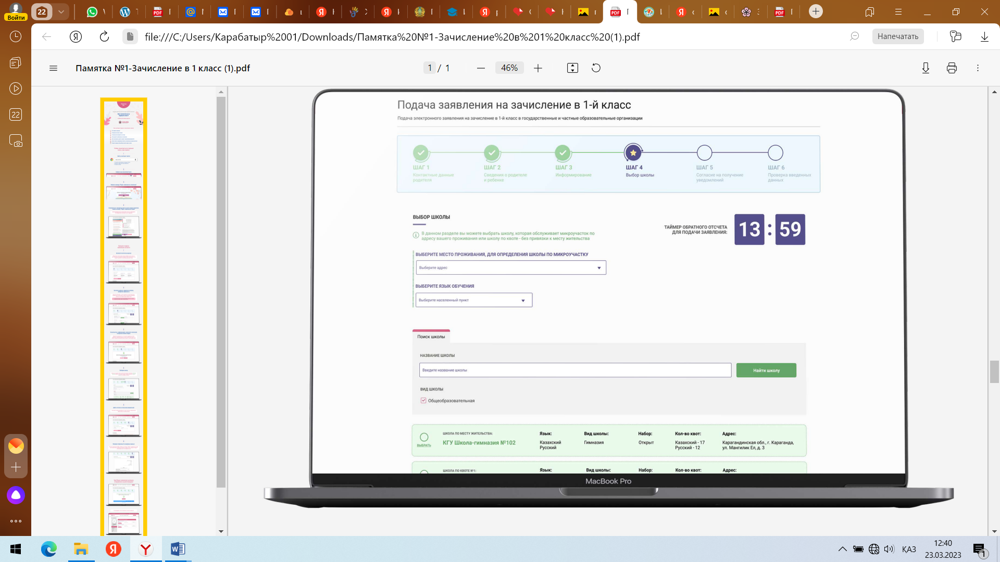 Войти
22
file:///C:/Users/Карабатыр%2001/Downloads/Памятка%20№1-Зачисление%20в%201%20класс%20(1).pdf
Напечатать
Памятка №1-Зачисление в 1 класс (1).pdf
1 / 1
46%
22
Подача заявления на зачисление в 1-й класс
Подача электронного заявления на зачисление в 1-й класс в государственные и частные образовательные организации
ШАГ 1
Контактные данные
родителя
ШАГ 2
Сведения о родителе
и ребенке
ШАГ 3
Информирование
ШАГ 4
Выбор школы
ШАГ 5
Согласие на получение
уведомлений
ШАГ 6
Проверка введенных
данных
ВЫБОР ШКОЛЫ
В данном разделе вы можете выбрать школу, которая обслуживает микроучасток по
адресу вашего проживания или школу по квоте - без привязки к месту жительства
ТАЙМЕР ОБРАТНОГО ОТСЧЕТА
ДЛЯ ПОДАЧИ ЗАЯВЛЕНИЯ:
13 : 59
ВЫБЕРИТЕ МЕСТО ПРОЖИВАНИЯ, ДЛЯ ОПРЕДЕЛЕНИЯ ШКОЛЫ ПО МИКРОУЧАСТКУ
Выберите адрес
ВЫБЕРИТЕ ЯЗЫК ОБУЧЕНИЯ
Выберите населенный пункт
Поиск школы
НАЗВАНИЕ ШКОЛЫ
Введите название школы
Найти школу
ВИД ШКОЛЫ
Общеобразовательная
ВЫБРАТЬ
ШКОЛА ПО МЕСТУ ЖИТЕЛЬСТВА:
КГУ Школа-гимназия №102
Язык:
Казахский
Русский
Вид школы:
Гимназия
Набор:
Открыт
Кол-во квот:
Казахский - 17
Русский - 12
Адрес:
Карагандинская обл., г. Караганда,
ул. Мангилик Ел, д. 3
ШКОЛА ПО КВОТЕ №1:
Язык:
Вид школы:
Набор:
Кол-во квот:
Адрес:
MacBook Pro
ҚАЗ
12:40
23.03.2023
1